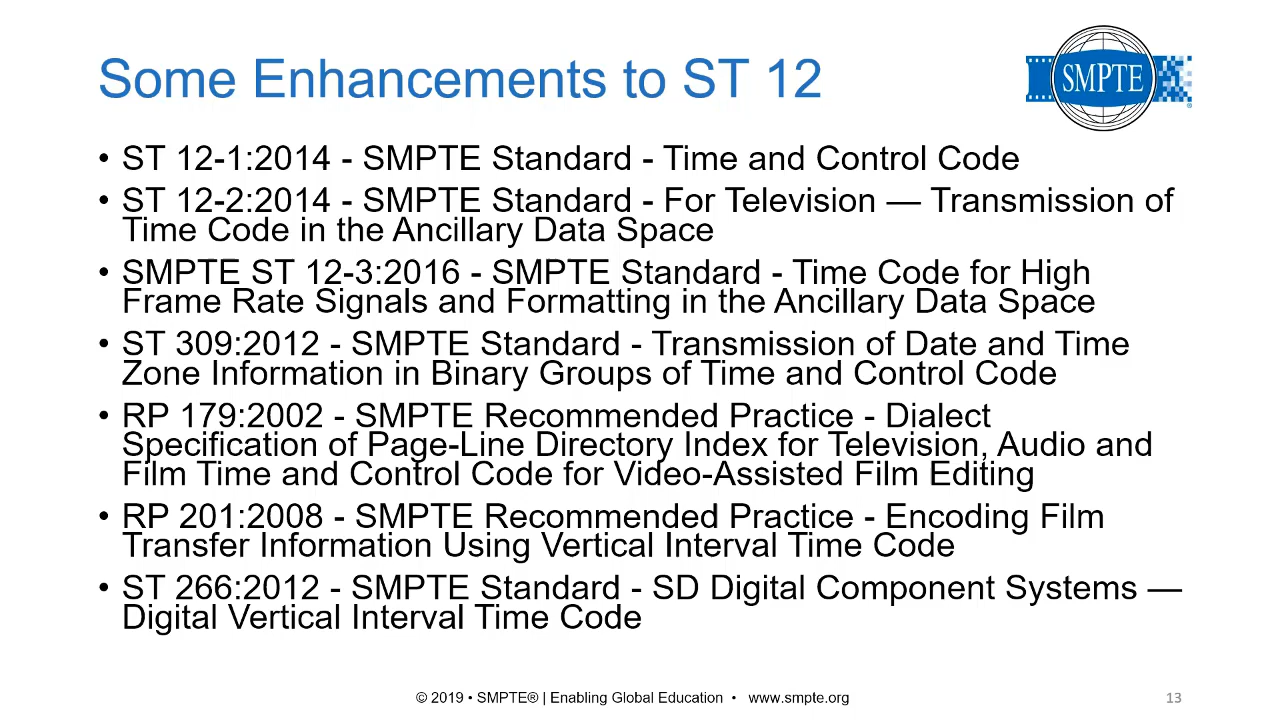 Some Enhancements to ST 12
SMPTE
®
• ST 12-1:2014 - SMPTE Standard - Time and Control Code
• ST 12-2:2014 - SMPTE Standard - For Television — Transmission of
Time Code in the Ancillary Data Space
• SMPTE ST 12-3:2016 - SMPTE Standard - Time Code for High
Frame Rate Signals and Formatting in the Ancillary Data Space
• ST 309:2012 - SMPTE Standard - Transmission of Date and Time
Zone Information in Binary Groups of Time and Control Code
• RP 179:2002 - SMPTE Recommended Practice - Dialect
Specification of Page-Line Directory Index for Television, Audio and
Film Time and Control Code for Video-Assisted Film Editing
• RP 201:2008 - SMPTE Recommended Practice - Encoding Film
Transfer Information Using Vertical Interval Time Code
• ST 266:2012 - SMPTE Standard - SD Digital Component Systems —
Digital Vertical Interval Time Code
© 2019 • SMPTE® | Enabling Global Education • www.smpte.org
13